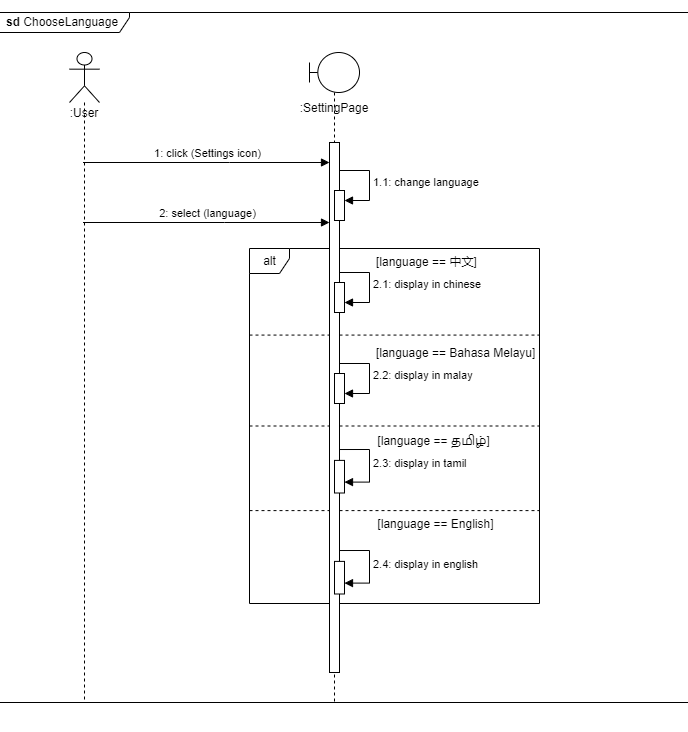 sd ChooseLanguage
:User
:SettingPage
1: click (Settings icon)
1.1: change language
2: select (language)
alt
[language == 中文]
2.1: display in chinese
[language == Bahasa Melayu]
2.2: display in malay
[language == தமிழ்]
2.3: display in tamil
[language == English]
2.4: display in english